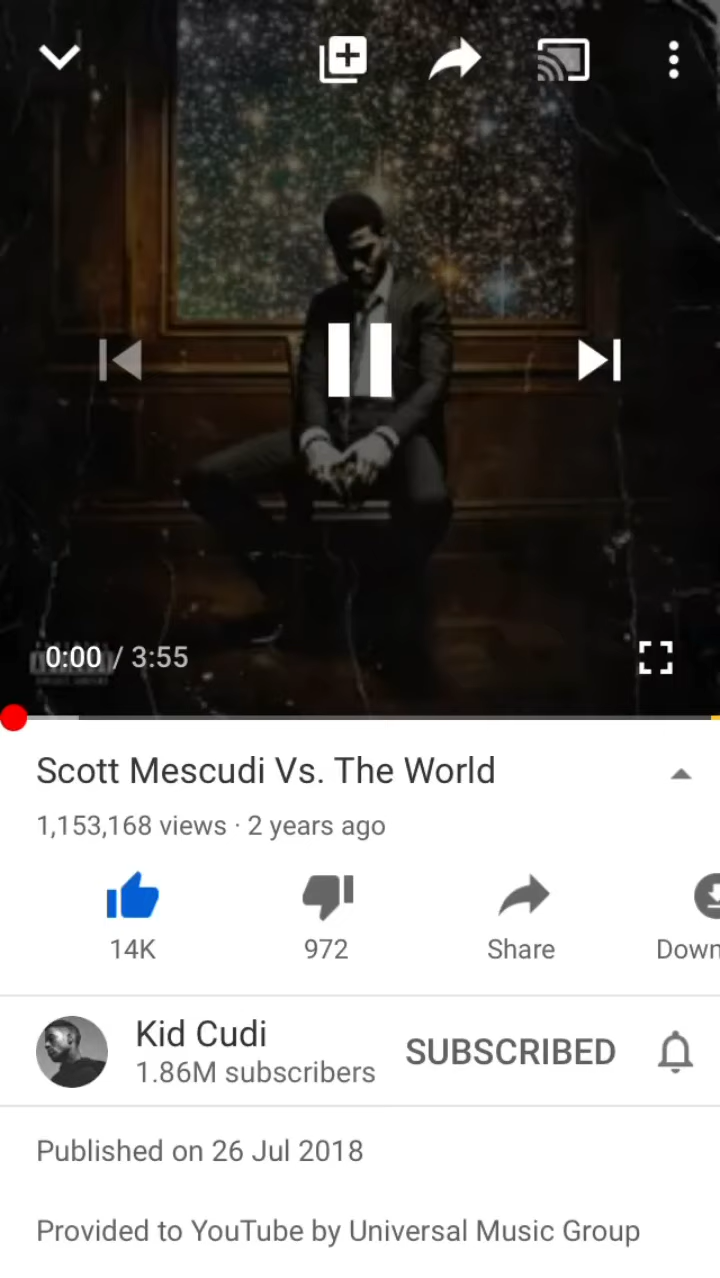 0:00 / 3:55
Scott Mescudi Vs. The World
1,153,168 views · 2 years ago
14K
972
Share
Down
Kid Cudi
1.86M subscribers
SUBSCRIBED
Published on 26 Jul 2018
Provided to YouTube by Universal Music Group